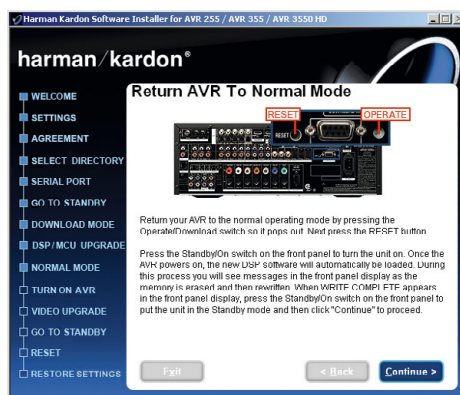 Harman Kardon Software Installer for AVR 255 / AVR 355 / AVR 3550 HD
harman/kardon®
WELCOME
SETTINGS
AGREEMENT
SELECT DIRECTORY
SERIAL PORT
GO TO STANDBY
DOWNLOAD MODE
DSP/MCU UPGRADE
NORMAL MODE
TURN ON AVR
VIDEO UPGRADE
GO TO STANDBY
RESET
RESTORE SETTINGS
Return AVR To Normal Mode
RESET OPERATE
RESET
Return your AVR to the normal operating mode by pressing the
Operate/Download switch so it pops out. Next press the RESET button.
Press the Standby/On switch on the front panel to turn the unit on. Once the
AVR powers on, the new DSP software will automatically be loaded. During
this process you will see messages in the front panel display as the
memory is erased and then rewritten. When WRITE COMPLETE appears
in the front panel display, press the Standby/On switch on the front panel to
put the unit in the Standby mode and then click "Continue" to proceed.
Exit
< Back
Continue >